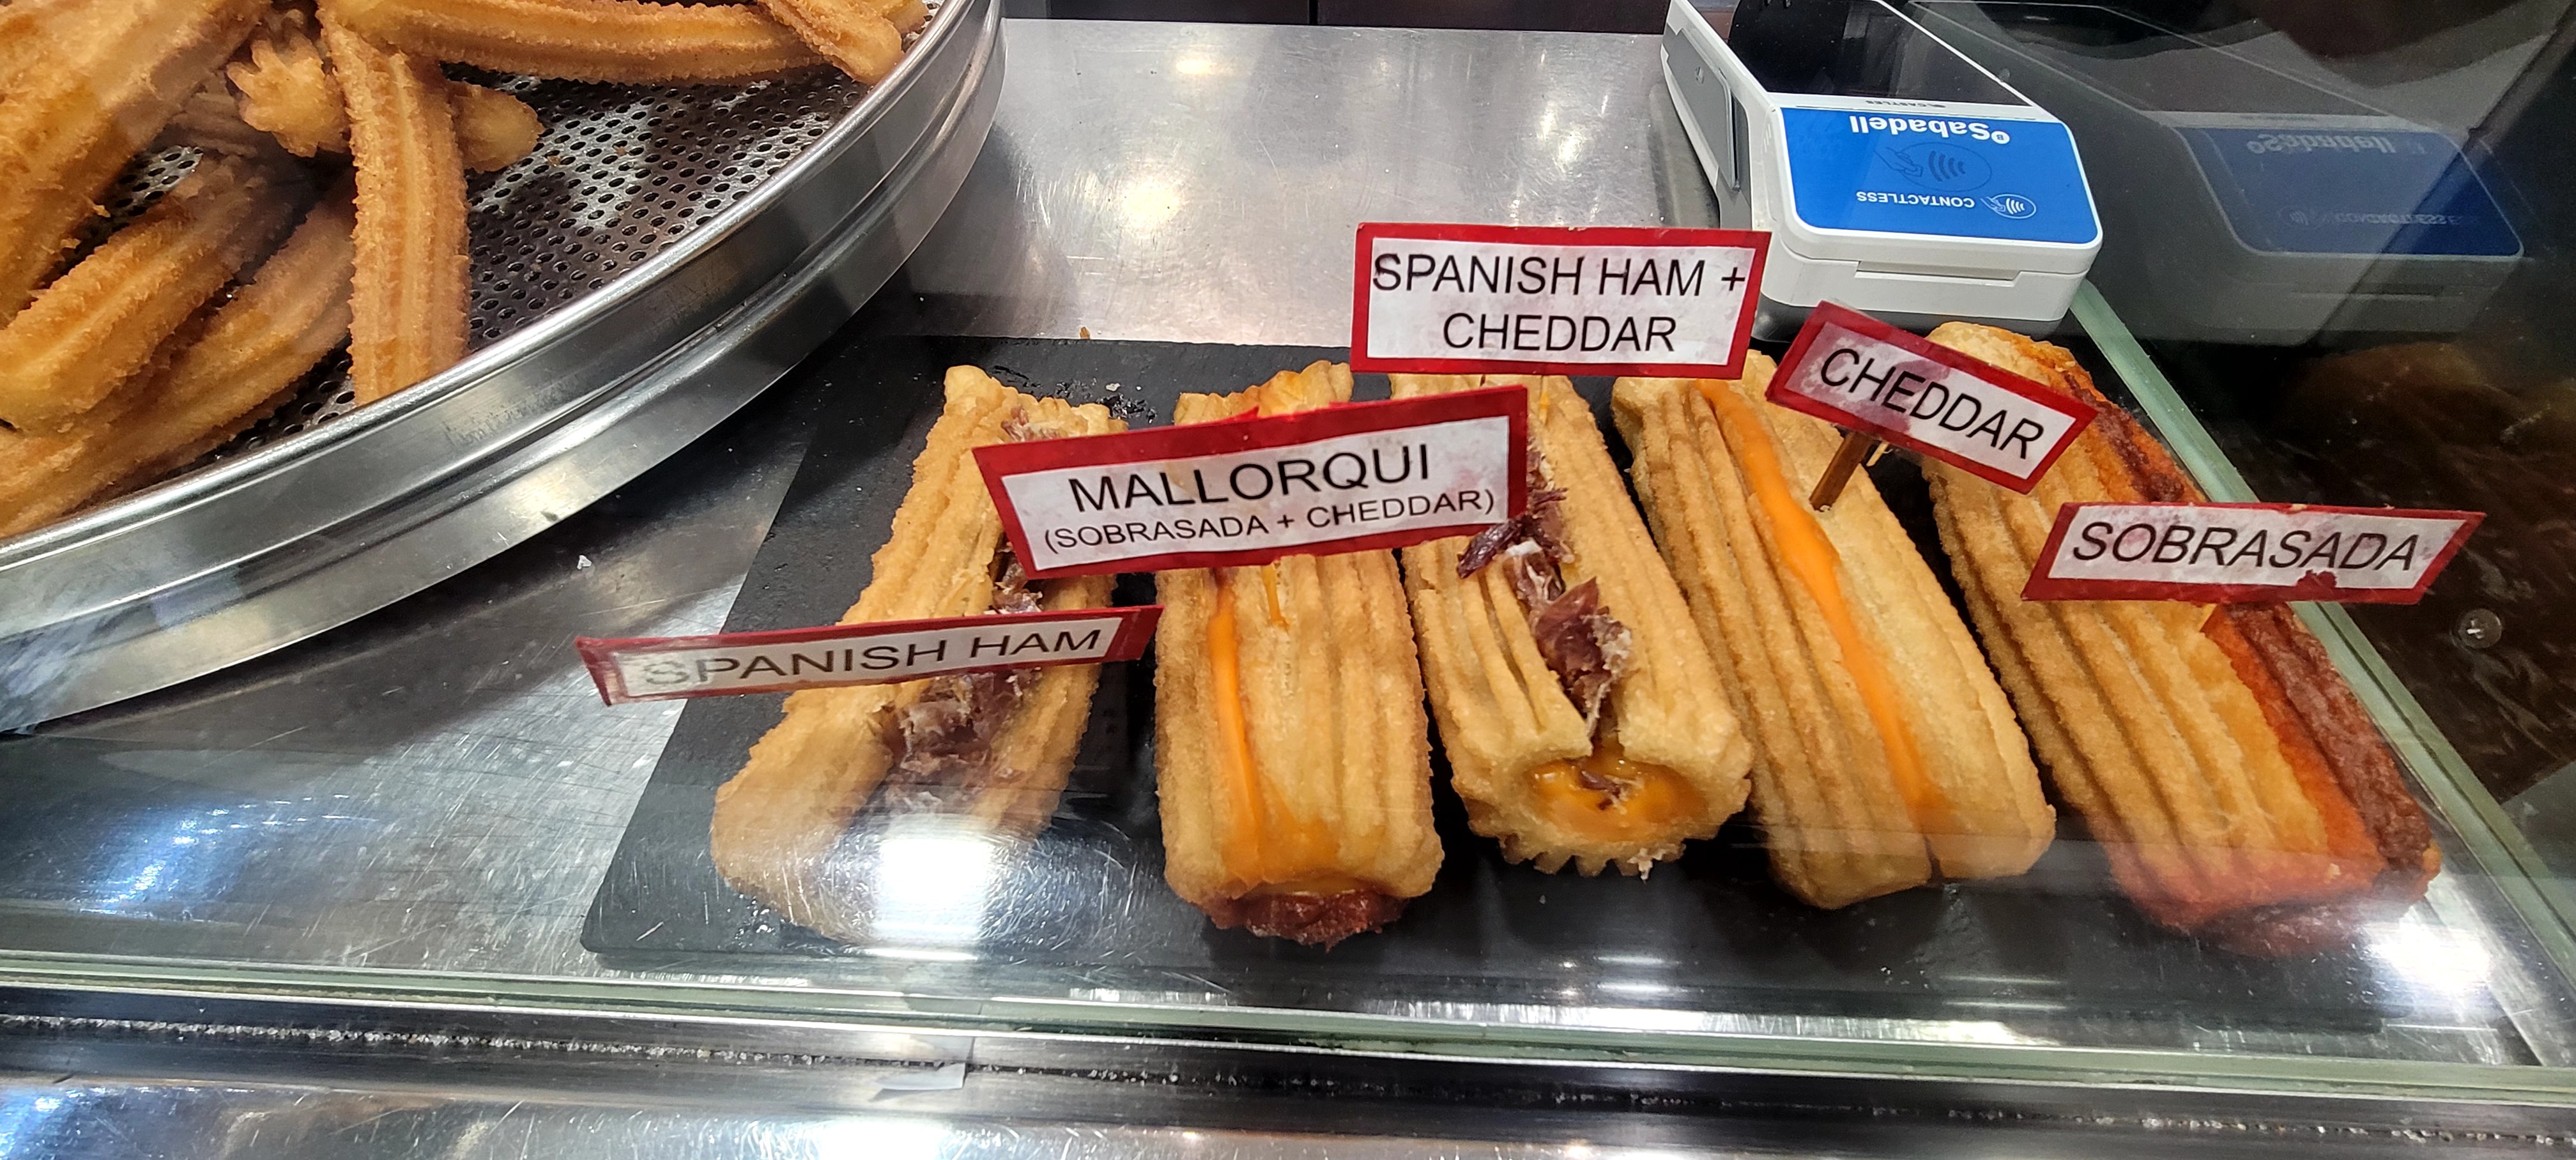 Sabadell
CONTACTLESS
SPANISH HAM +
CHEDDAR
CHEDDAR
MALLORQUI
(SOBRASADA + CHEDDAR)
SOBRASADA
SPANISH HAM